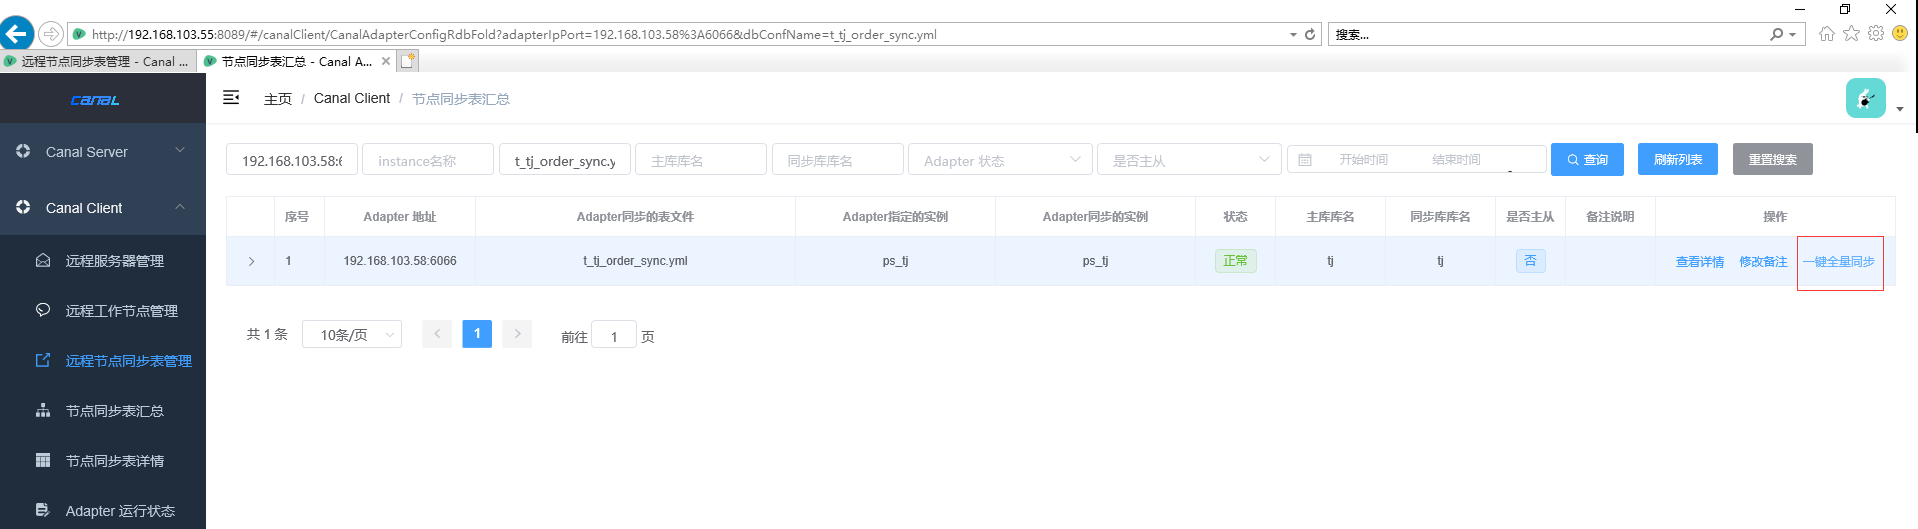 http://192.168.103.55:8089/#/canalClient/CanalAdapterConfigRdbFold?adapterIpPort=192.168.103.58%3A6066&dbConfName=t_tj_order_sync.yml
搜索...
远程节点同步表管理 - Canal ...
节点同步表汇总 - Canal A...
canal
主页 / Canal Client / 节点同步表汇总
Canal Server
Canal Client
远程服务器管理
远程工作节点管理
远程节点同步表管理
节点同步表汇总
节点同步表详情
Adapter 运行状态
192.168.103.58:6 instance名称 t_tj_order_sync.y 主库库名 同步库库名 Adapter 状态 是否主从 开始时间 - 结束时间 查询 刷新列表 重置搜索
序号 Adapter 地址 Adapter同步的表文件 Adapter指定的实例 Adapter同步的实例 状态 主库库名 同步库库名 是否主从 备注说明 操作
1 192.168.103.58:6066 t_tj_order_sync.yml ps_tj ps_tj 正常 tj tj 否 查看详情 修改备注 一键全量同步
共 1 条 10条/页 1 前往 1 页